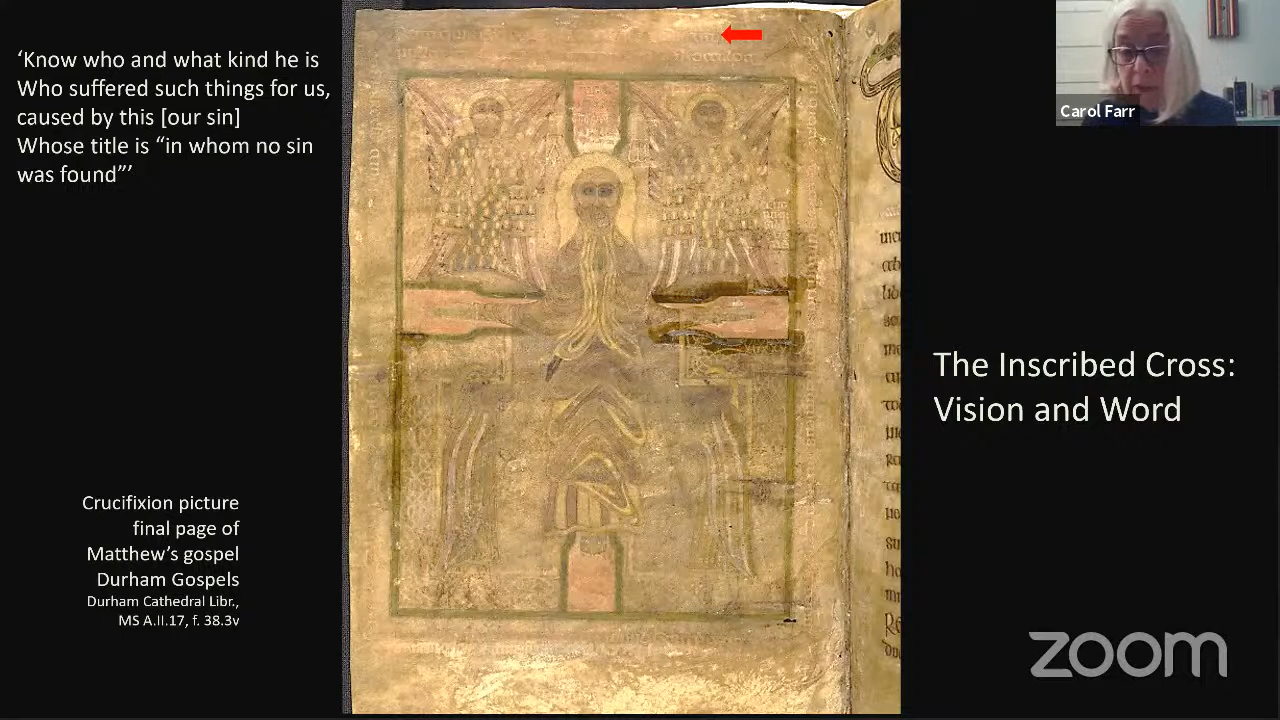 ‘Know who and what kind he is
Who suffered such things for us,
caused by this [our sin]
Whose title is “in whom no sin
was found”’
Carol Farr
The Inscribed Cross:
Vision and Word
Crucifixion picture
final page of
Matthew’s gospel
Durham Gospels
Durham Cathedral Libr.,
MS A.II.17, f. 38.3v
zoom